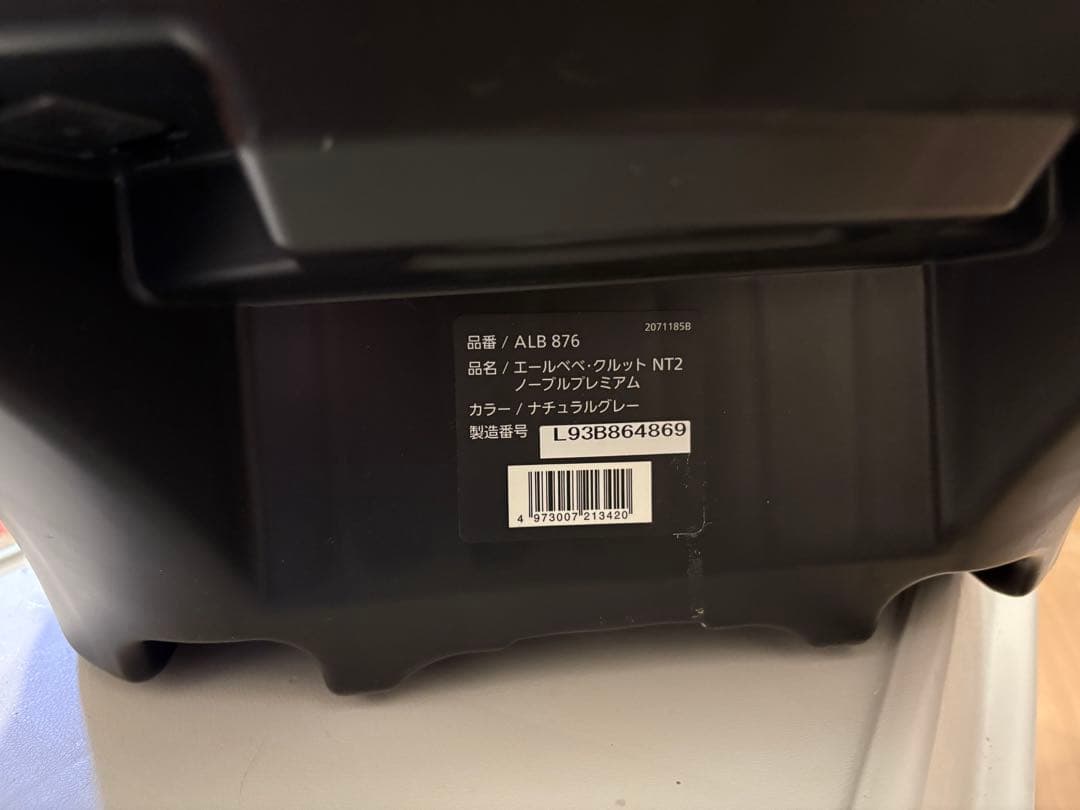 2071185B
品番 / ALB 876
品名 / エールベベ・クルット NT2
ノーブルプレミアム
カラー / ナチュラルグレー
製造番号 L93B864869
4 973007 213420